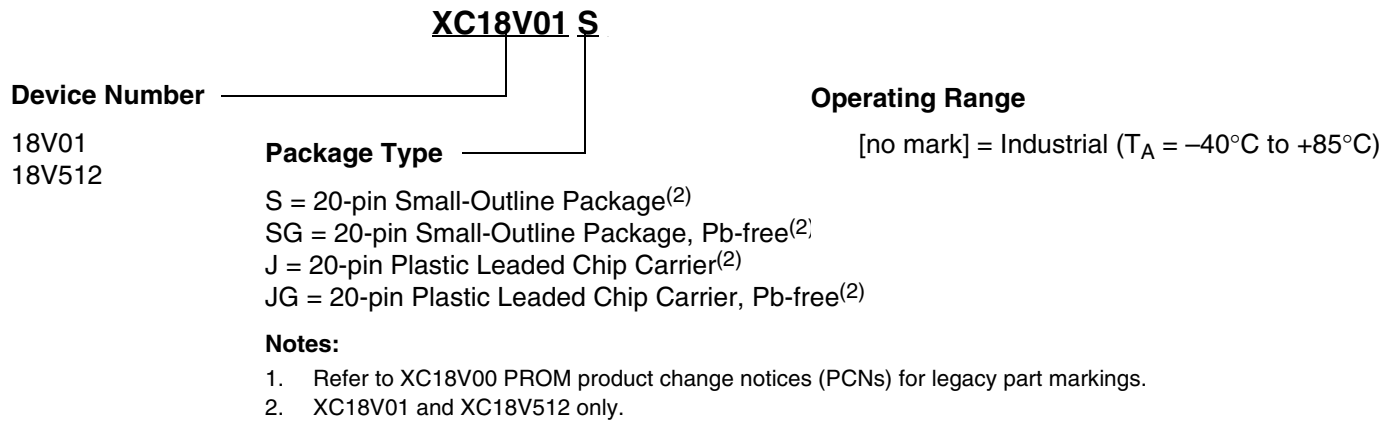 XC18V01 S
Device Number
18V01
18V512
Package Type
S = 20-pin Small-Outline Package(2)
SG = 20-pin Small-Outline Package, Pb-free(2)
J = 20-pin Plastic Leaded Chip Carrier(2)
JG = 20-pin Plastic Leaded Chip Carrier, Pb-free(2)
Operating Range
[no mark] = Industrial (TA = –40°C to +85°C)
Notes:
1. Refer to XC18V00 PROM product change notices (PCNs) for legacy part markings.
2. XC18V01 and XC18V512 only.